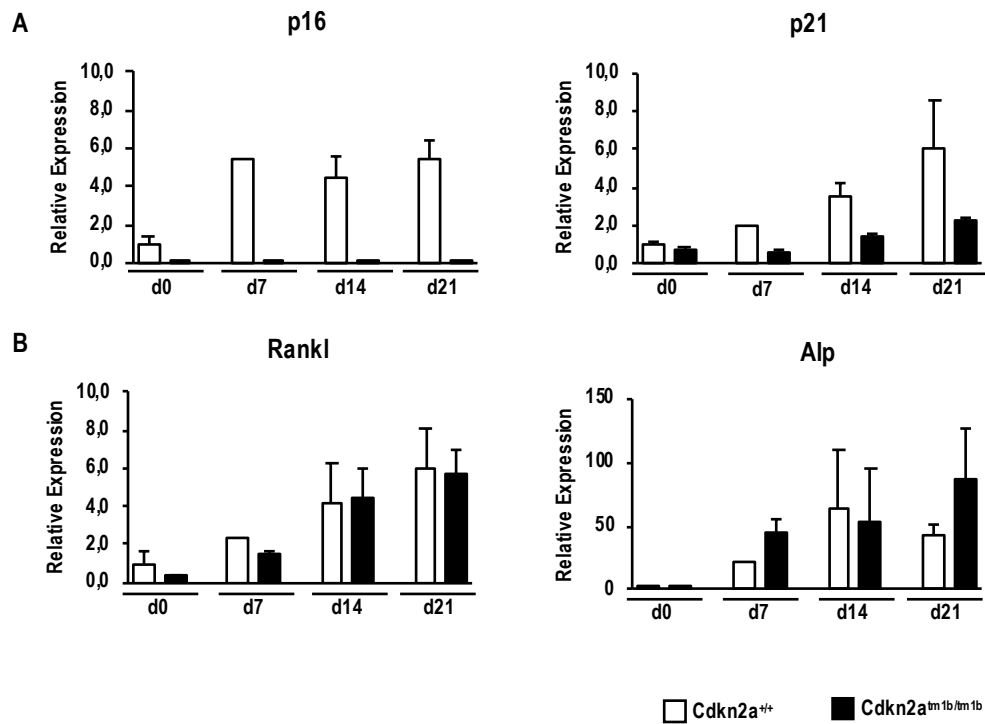 A
p16
p21
Relative Expression
10,0
8,0
6,0
4,0
2,0
0,0
d0 d7 d14 d21
Relative Expression
10,0
8,0
6,0
4,0
2,0
0,0
d0 d7 d14 d21
B
Rankl
Alp
Relative Expression
10,0
8,0
6,0
4,0
2,0
0,0
d0 d7 d14 d21
Relative Expression
150
100
50
0
d0 d7 d14 d21
Cdkn2a+/+ Cdkn2atm1b/tm1b